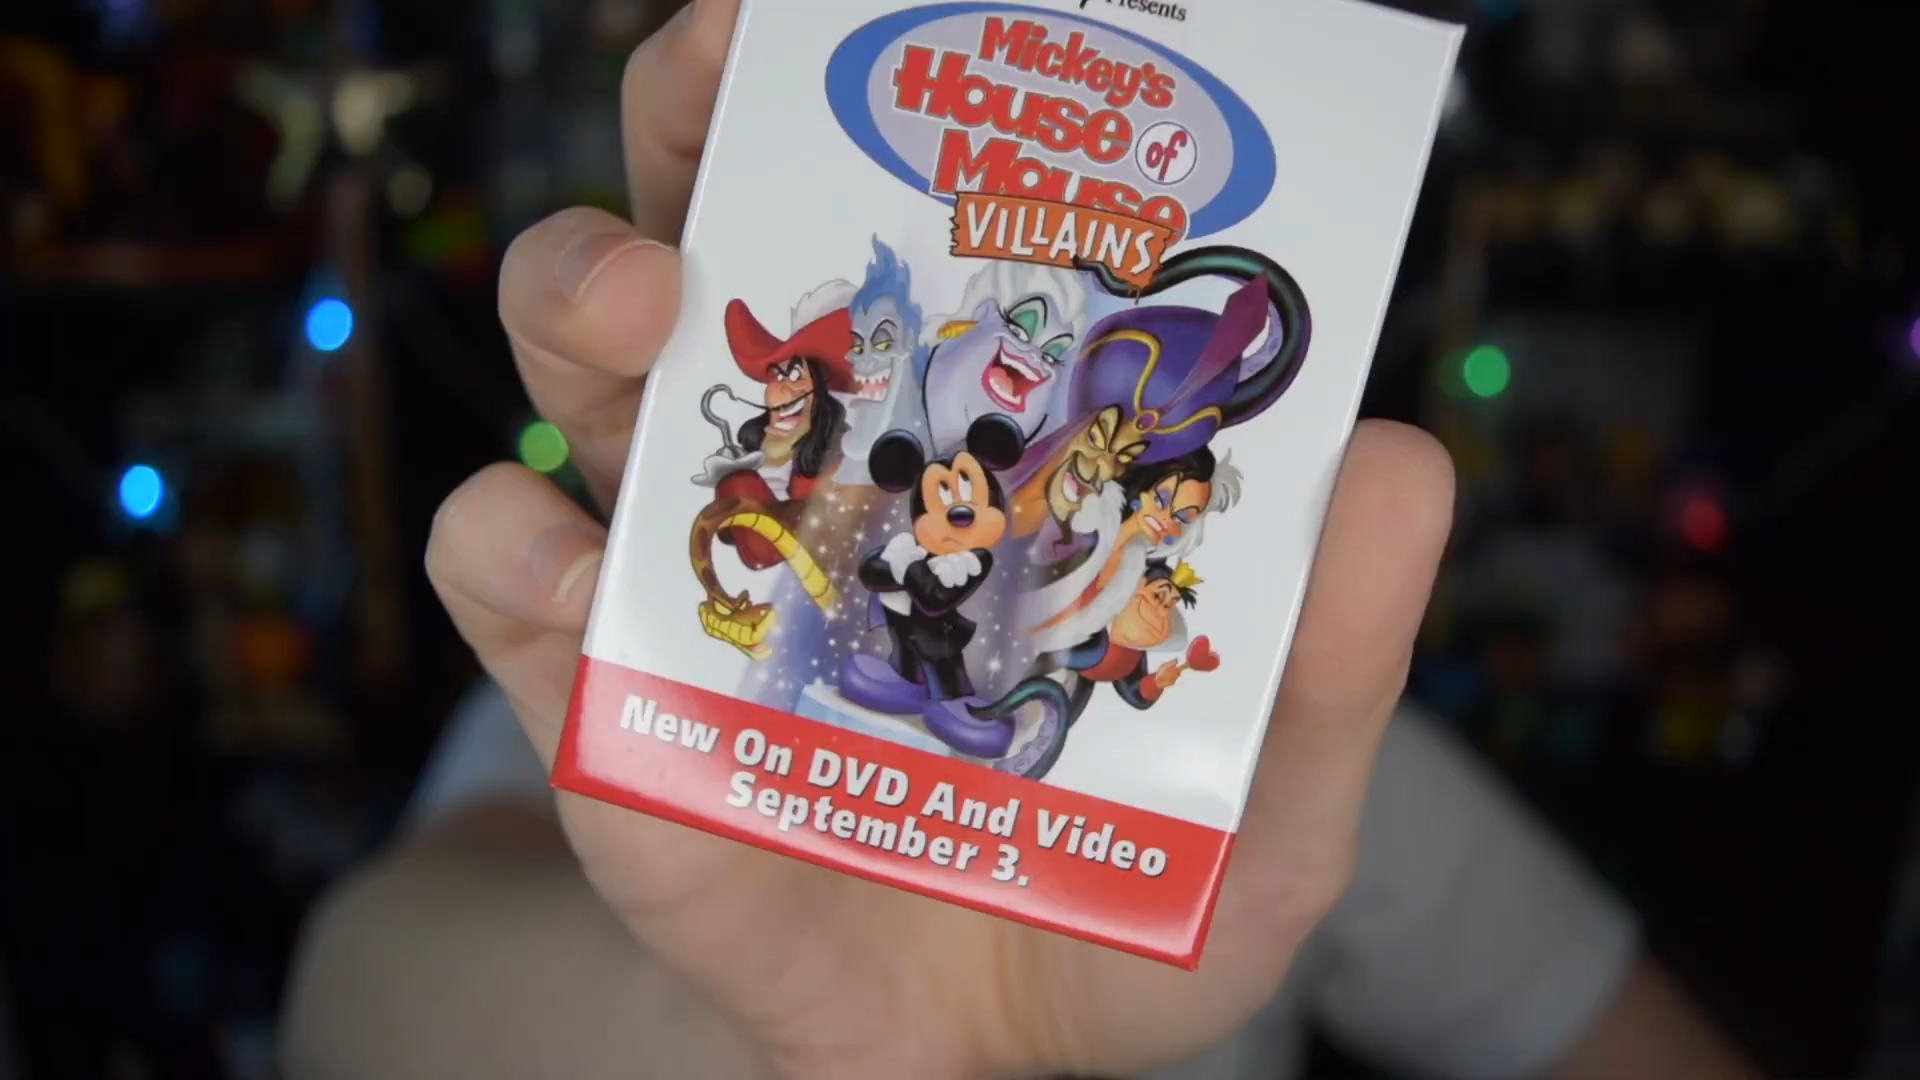 Presents
Mickey's
House of
Mouse
VILLAINS
New On DVD And Video
September 3.